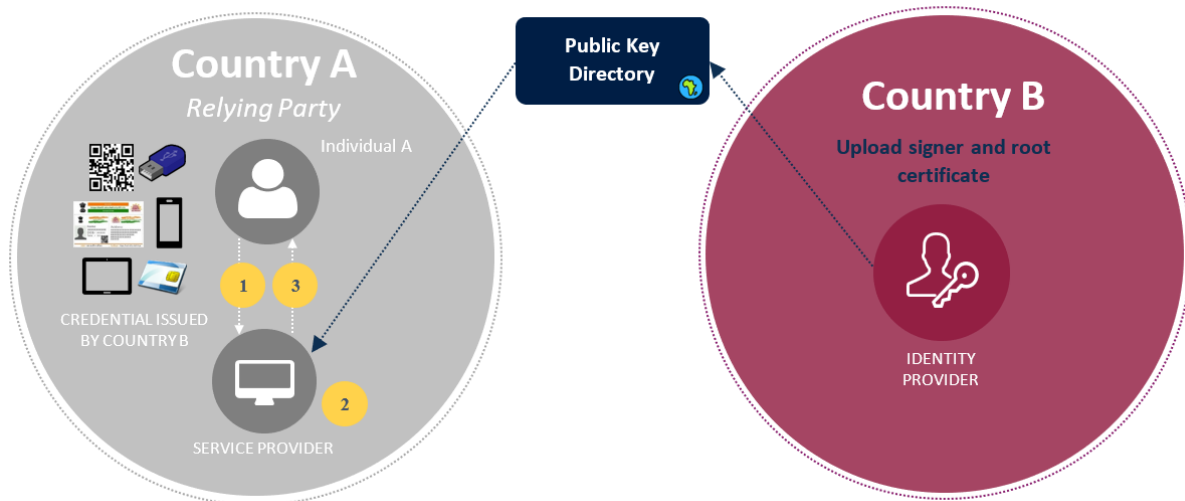 Country A
Relying Party
Individual A
CREDENTIAL ISSUED
BY COUNTRY B
1
3
2
SERVICE PROVIDER
Public Key
Directory
Country B
Upload signer and root
certificate
IDENTITY
PROVIDER